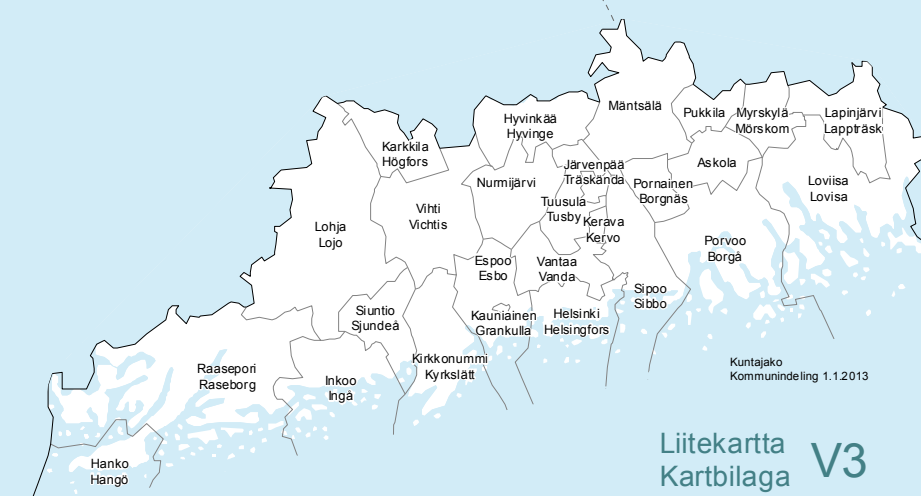 Mäntsälä
Pukkila
Myrskylä
Mörskom
Lapinjärvi
Lappträsk
Hyvinkää
Hyvinge
Karkkila
Högfors
Järvenpää
Träskända
Askola
Nurmijärvi
Pornainen
Borgnäs
Loviisa
Lovisa
Vihti
Vichtis
Tuusula
Tusby
Kerava
Kervo
Lohja
Lojo
Porvoo
Borgå
Espoo
Esbo
Vantaa
Vanda
Sipoo
Sibbo
Siuntio
Sjundeå
Kauniainen
Grankulla
Helsinki
Helsingfors
Kirkkonummi
Kyrkslätt
Raasepori
Raseborg
Inkoo
Ingå
Hanko
Hangö
Kuntajako
Kommunindeling 1.1.2013
Liitekartta
Kartbilaga
V3